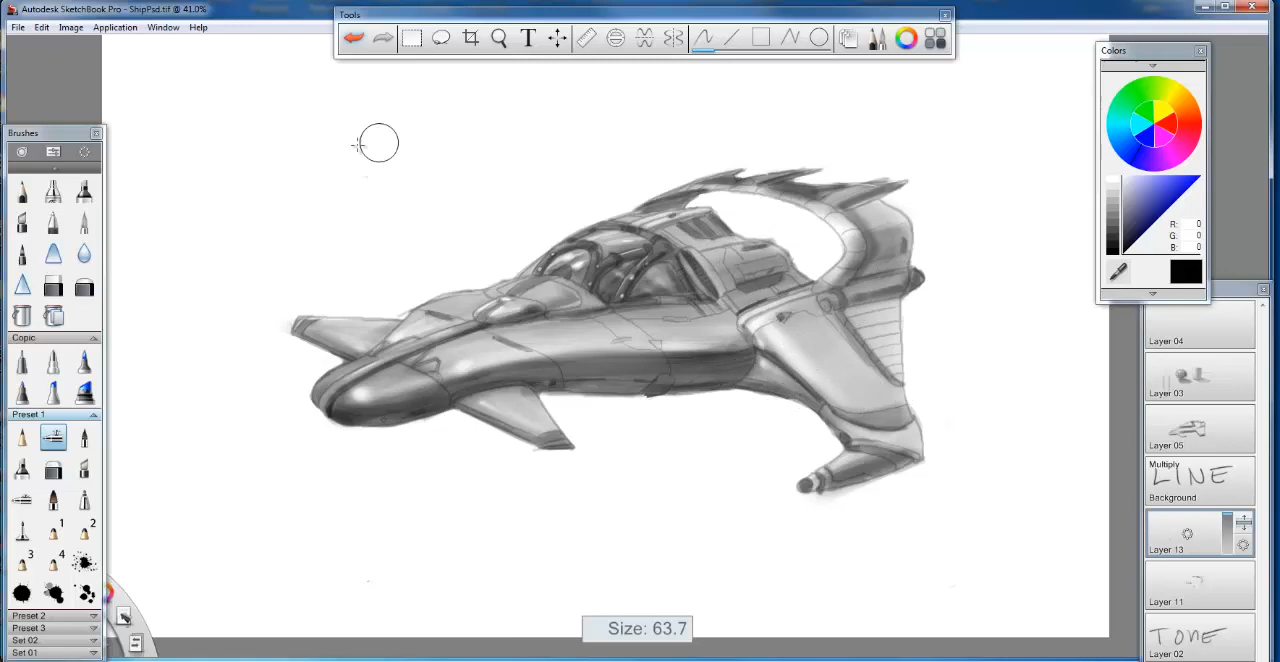 Autodesk SketchBook Pro - ShipPsd.tif @ 41.0%
File Edit Image Application Window Help
Tools
T
Brushes
Copic
Preset 1
1 2
3 4
Preset 2
Preset 3
Set 02
Set 01
Size: 63.7
Colors
R: 0
G: 0
B: 0
Layer 04
Layer 03
Layer 05
Multiply
LINE
Background
Layer 13
Layer 11
TONE
Layer 02